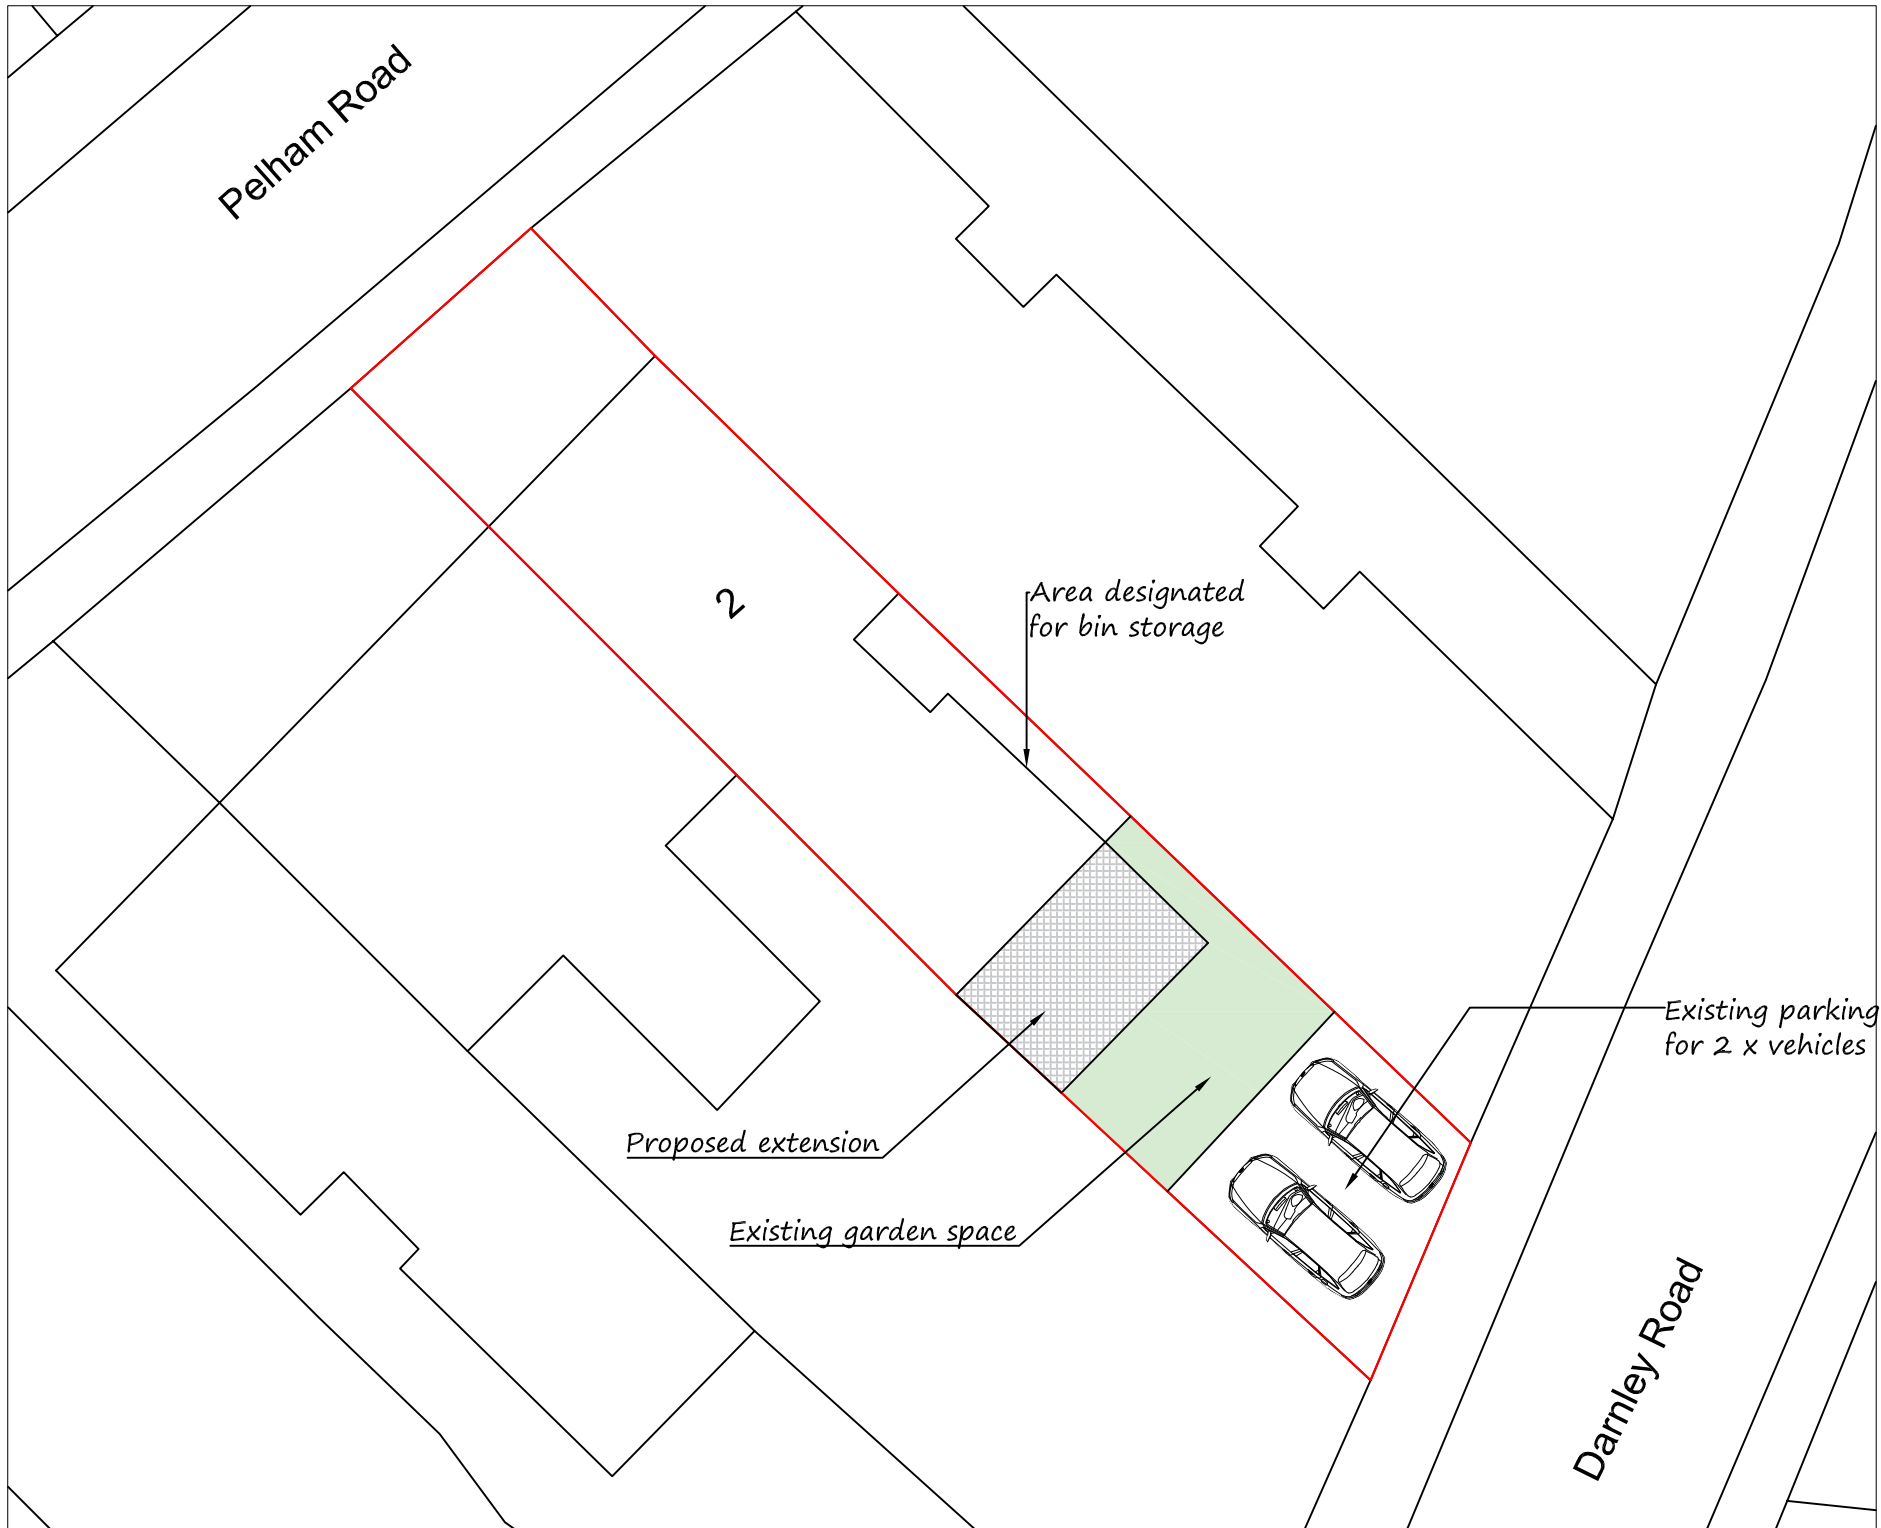 Pelham Road
2
Area designated
for bin storage
Existing parking
for 2 x vehicles
Proposed extension
Existing garden space
Darnley Road